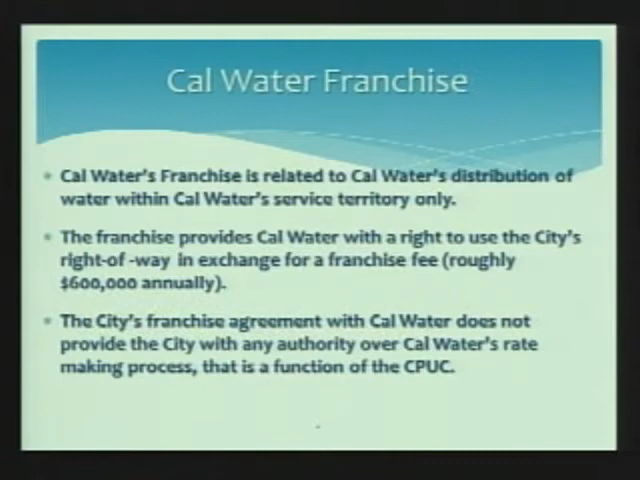 Cal Water Franchise
Cal Water's Franchise is related to Cal Water's distribution of
water within Cal Water's service territory only.
The franchise provides Cal Water with a right to use the City's
right-of -way in exchange for a franchise fee (roughly
$600,000 annually).
The City's franchise agreement with Cal Water does not
provide the City with any authority over Cal Water's rate
making process, that is a function of the CPUC.